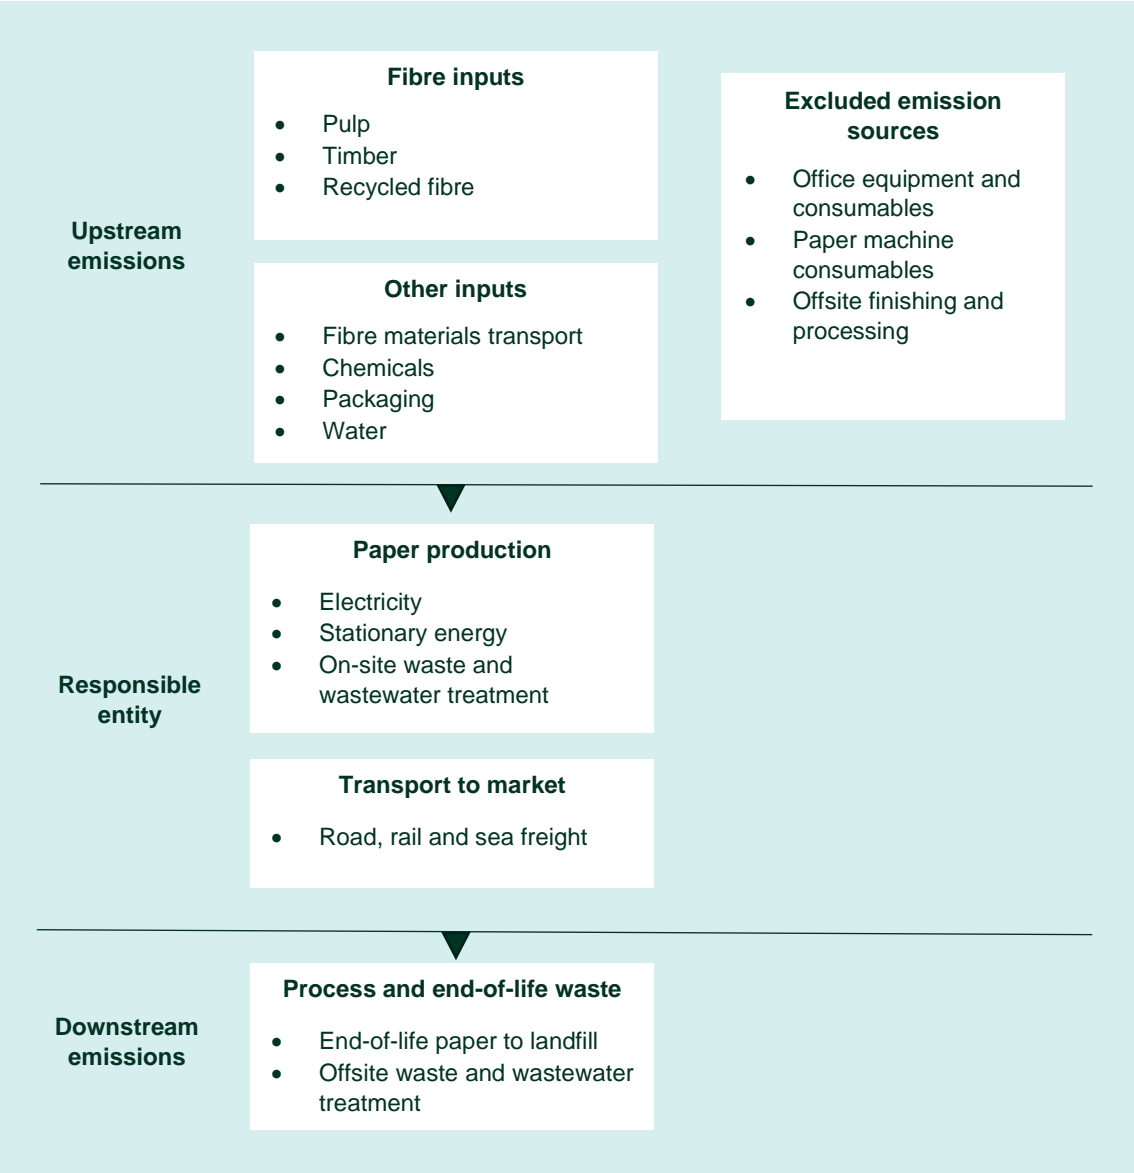 Upstream
emissions
Fibre inputs
• Pulp
• Timber
• Recycled fibre
Other inputs
• Fibre materials transport
• Chemicals
• Packaging
• Water
Excluded emission
sources
• Office equipment and
consumables
• Paper machine
consumables
• Offsite finishing and
processing
Responsible
entity
Paper production
• Electricity
• Stationary energy
• On-site waste and
wastewater treatment
Transport to market
• Road, rail and sea freight
Downstream
emissions
Process and end-of-life waste
• End-of-life paper to landfill
• Offsite waste and wastewater
treatment